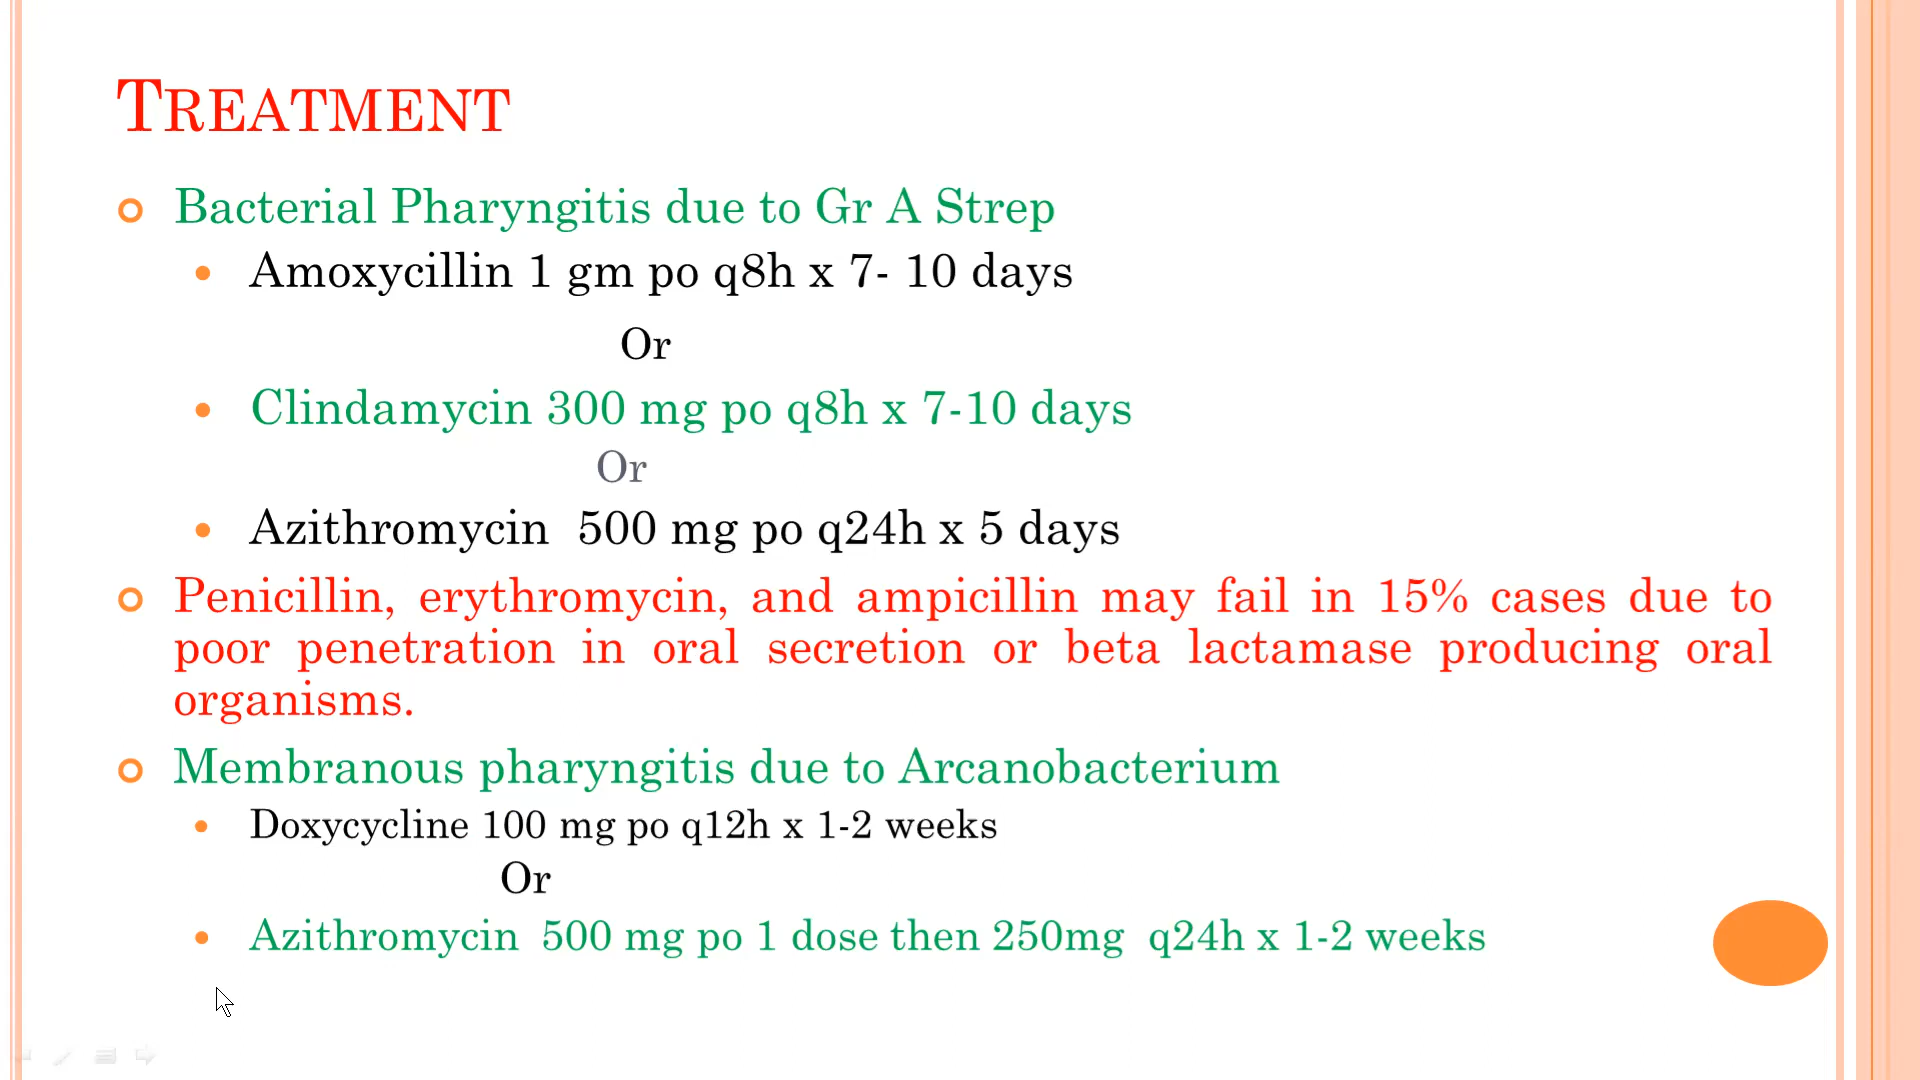 TREATMENT
Bacterial Pharyngitis due to Gr A Strep
Amoxycillin 1 gm po q8h x 7- 10 days
Or
Clindamycin 300 mg po q8h x 7-10 days
Or
Azithromycin 500 mg po q24h x 5 days
Penicillin, erythromycin, and ampicillin may fail in 15% cases due to
poor penetration in oral secretion or beta lactamase producing oral
organisms.
Membranous pharyngitis due to Arcanobacterium
Doxycycline 100 mg po q12h x 1-2 weeks
Or
Azithromycin 500 mg po 1 dose then 250mg q24h x 1-2 weeks